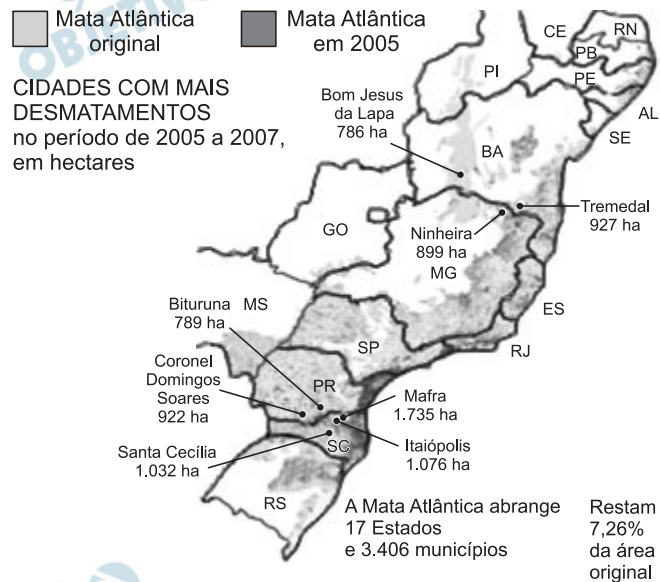 Mata Atlântica
original
Mata Atlântica
em 2005
OBJETIVO
CIDADES COM MAIS
DESMATAMENTOS
no período de 2005 a 2007,
em hectares
CE
RN
PB
PI
PE
AL
SE
Bom Jesus
da Lapa
786 ha
BA
Tremedal
927 ha
GO
Ninheira
899 ha
MG
ES
Bituruna
789 ha
MS
SP
RJ
Coronel
Domingos
Soares
922 ha
PR
Mafra
1.735 ha
Itaiópolis
1.076 ha
Santa Cecília
1.032 ha
SC
RS
A Mata Atlântica abrange
17 Estados
e 3.406 municípios
Restam
7,26%
da área
original